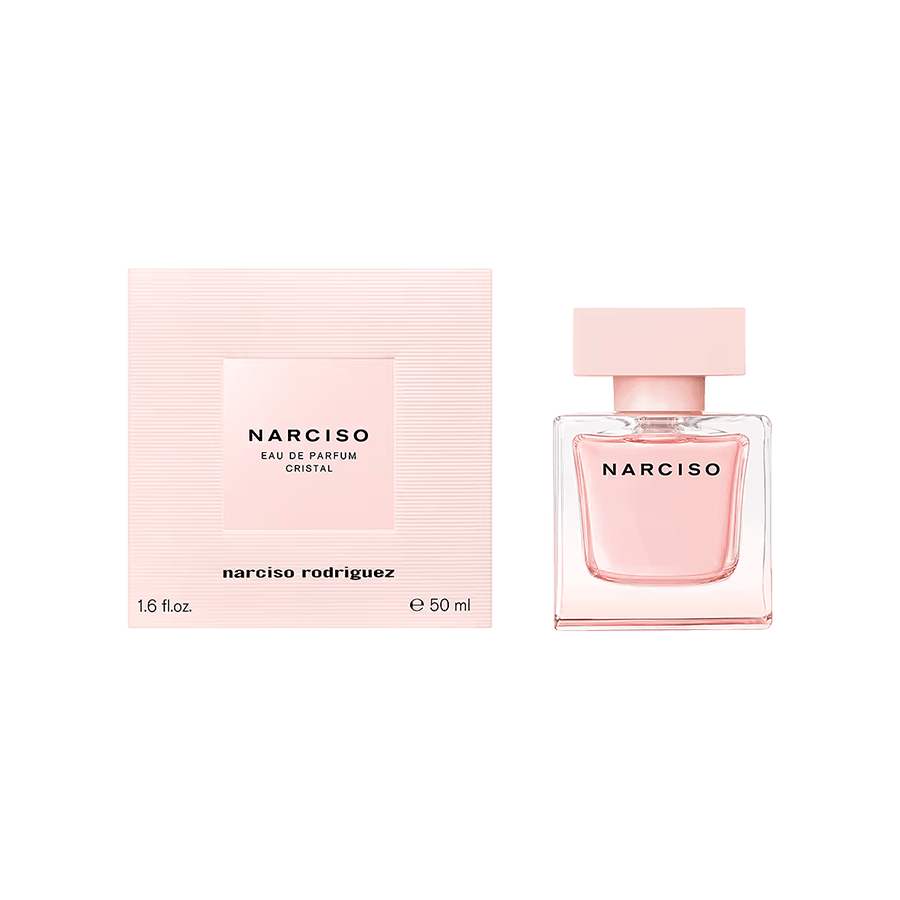 NARCISO
EAU DE PARFUM
CRISTAL
narciso rodriguez
1.6 fl.oz.
℮ 50 ml
NARCISO